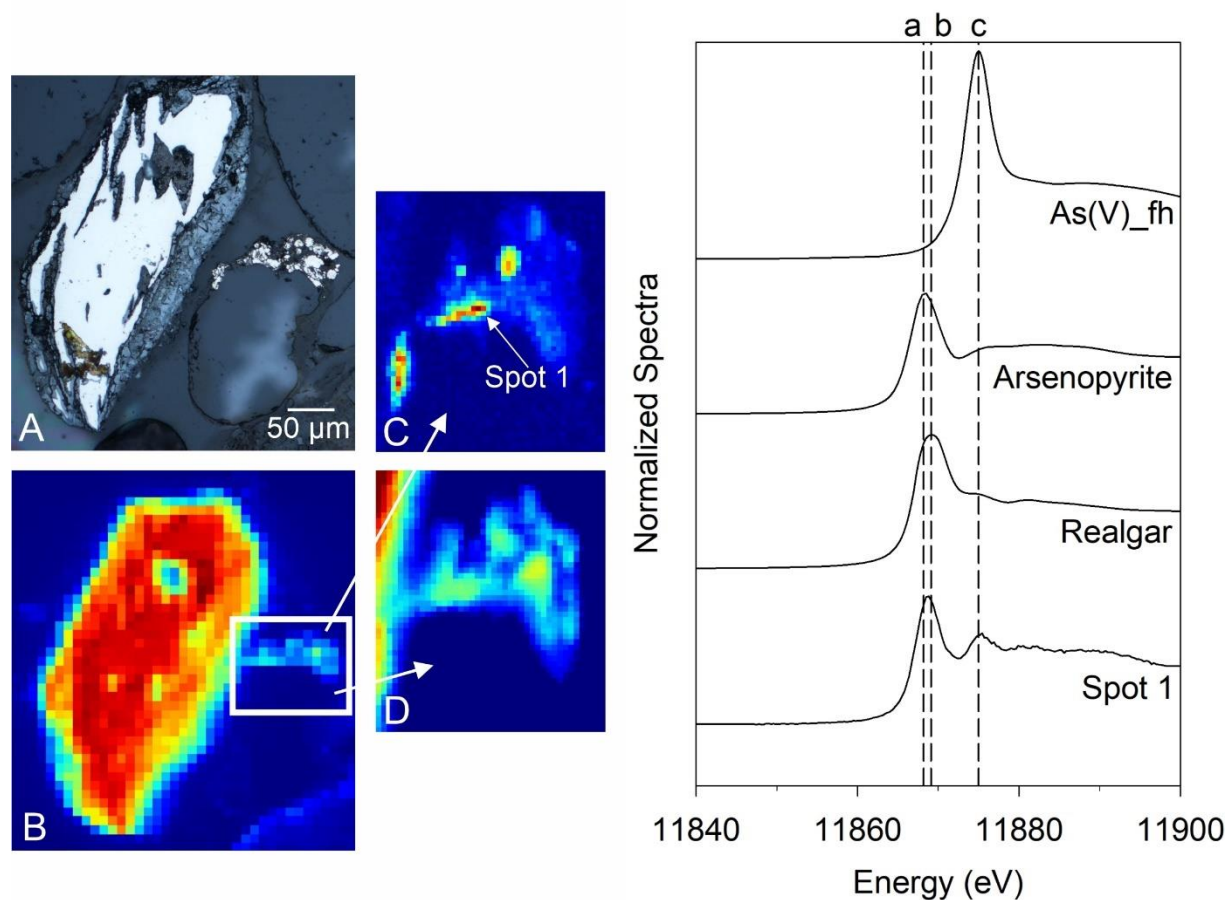 A
50 µm
B
C
Spot 1
D
a b c
As(V)_fh
Arsenopyrite
Realgar
Spot 1
Normalized Spectra
11840 11860 11880 11900
Energy (eV)